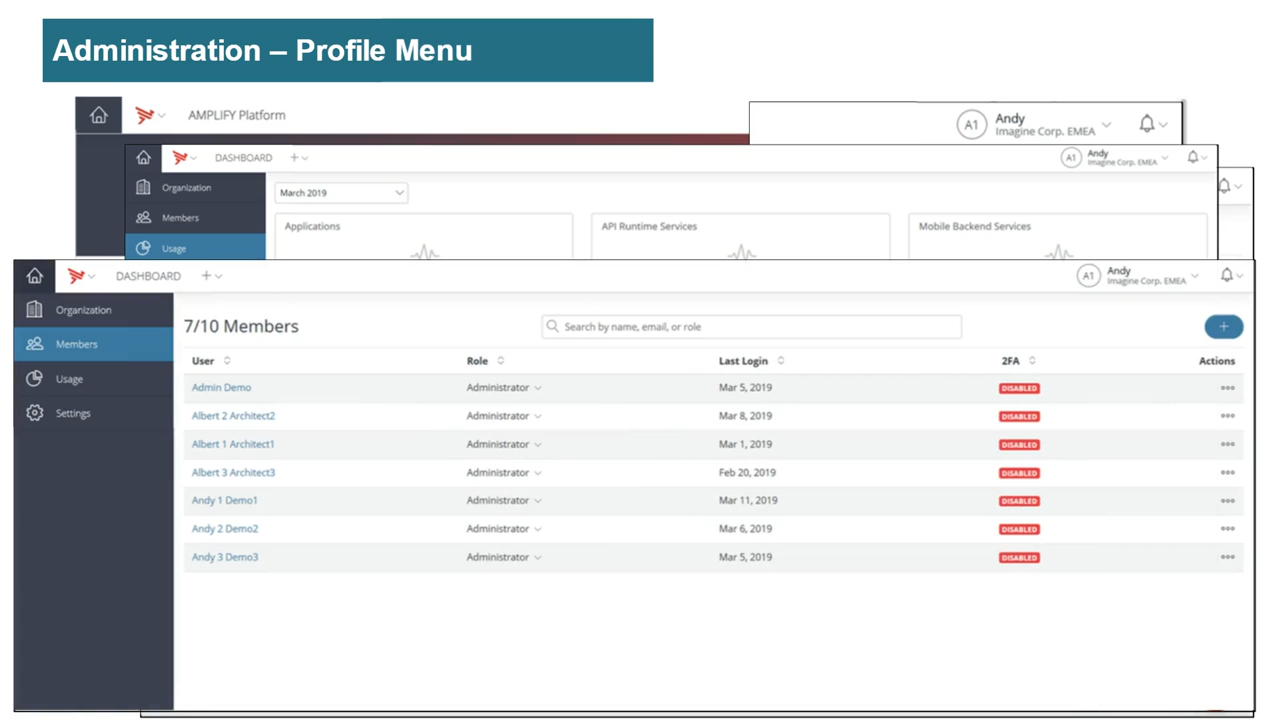 Administration – Profile Menu
AMPLIFY Platform
A1 Andy
Imagine Corp. EMEA
DASHBOARD +
A1 Andy
Imagine Corp. EMEA
Organization
March 2019
Members
Applications API Runtime Services Mobile Backend Services
Usage
DASHBOARD +
A1 Andy
Imagine Corp. EMEA
Organization
7/10 Members Search by name, email, or role +
Members
Usage
Settings
User Role Last Login 2FA Actions
Admin Demo Administrator Mar 5, 2019 DISABLED
Albert 2 Architect2 Administrator Mar 8, 2019 DISABLED
Albert 1 Architect1 Administrator Mar 1, 2019 DISABLED
Albert 3 Architect3 Administrator Feb 20, 2019 DISABLED
Andy 1 Demo1 Administrator Mar 11, 2019 DISABLED
Andy 2 Demo2 Administrator Mar 6, 2019 DISABLED
Andy 3 Demo3 Administrator Mar 5, 2019 DISABLED